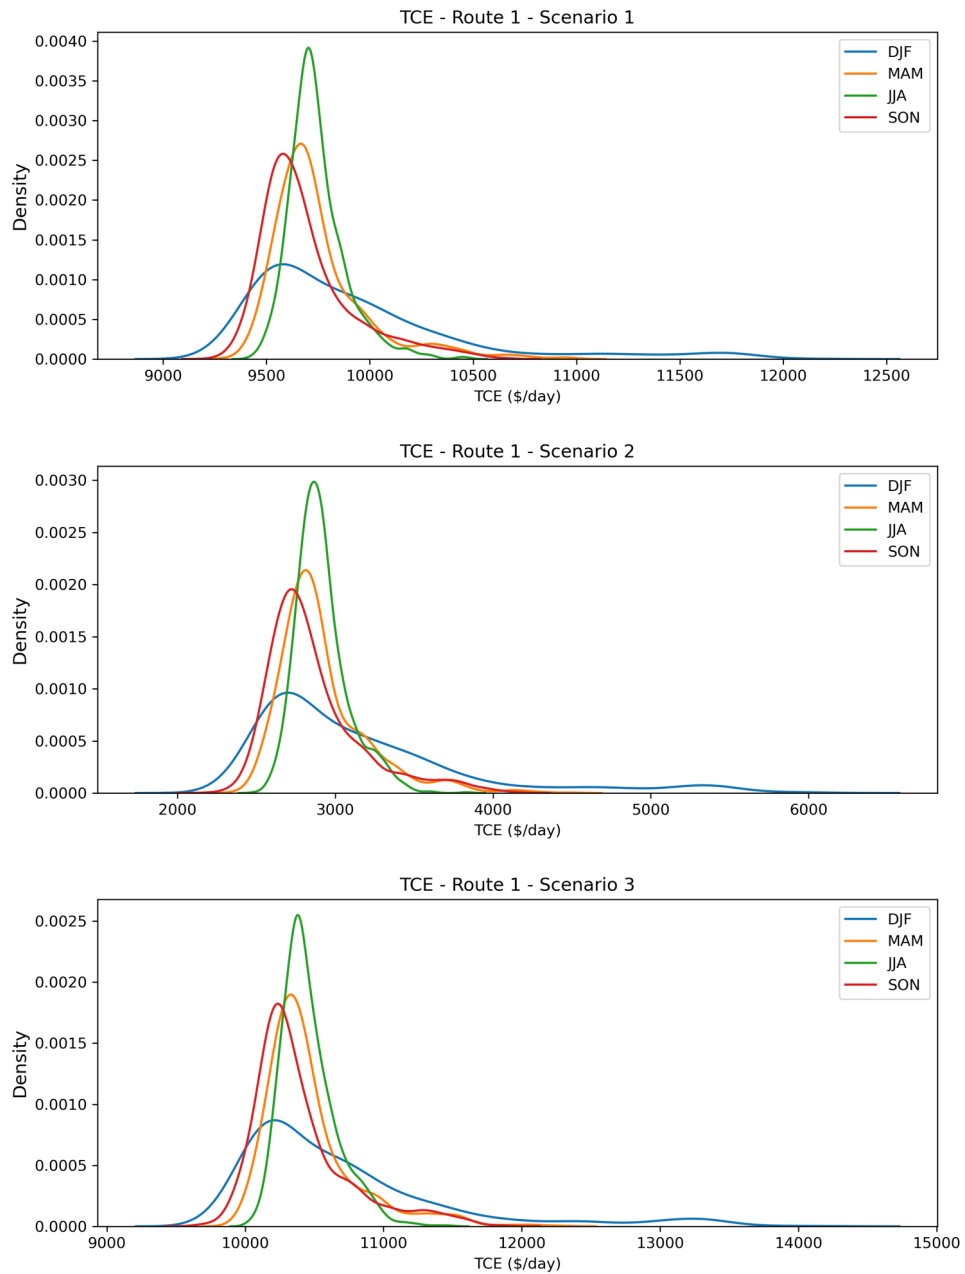 TCE - Route 1 - Scenario 1
0.0040
0.0035
0.0030
0.0025
0.0020
0.0015
0.0010
0.0005
0.0000
Density
DJF
MAM
JJA
SON
9000 9500 10000 10500 11000 11500 12000 12500
TCE ($/day)
TCE - Route 1 - Scenario 2
0.0030
0.0025
0.0020
0.0015
0.0010
0.0005
0.0000
Density
DJF
MAM
JJA
SON
2000 3000 4000 5000 6000
TCE ($/day)
TCE - Route 1 - Scenario 3
0.0025
0.0020
0.0015
0.0010
0.0005
0.0000
Density
DJF
MAM
JJA
SON
9000 10000 11000 12000 13000 14000 15000
TCE ($/day)